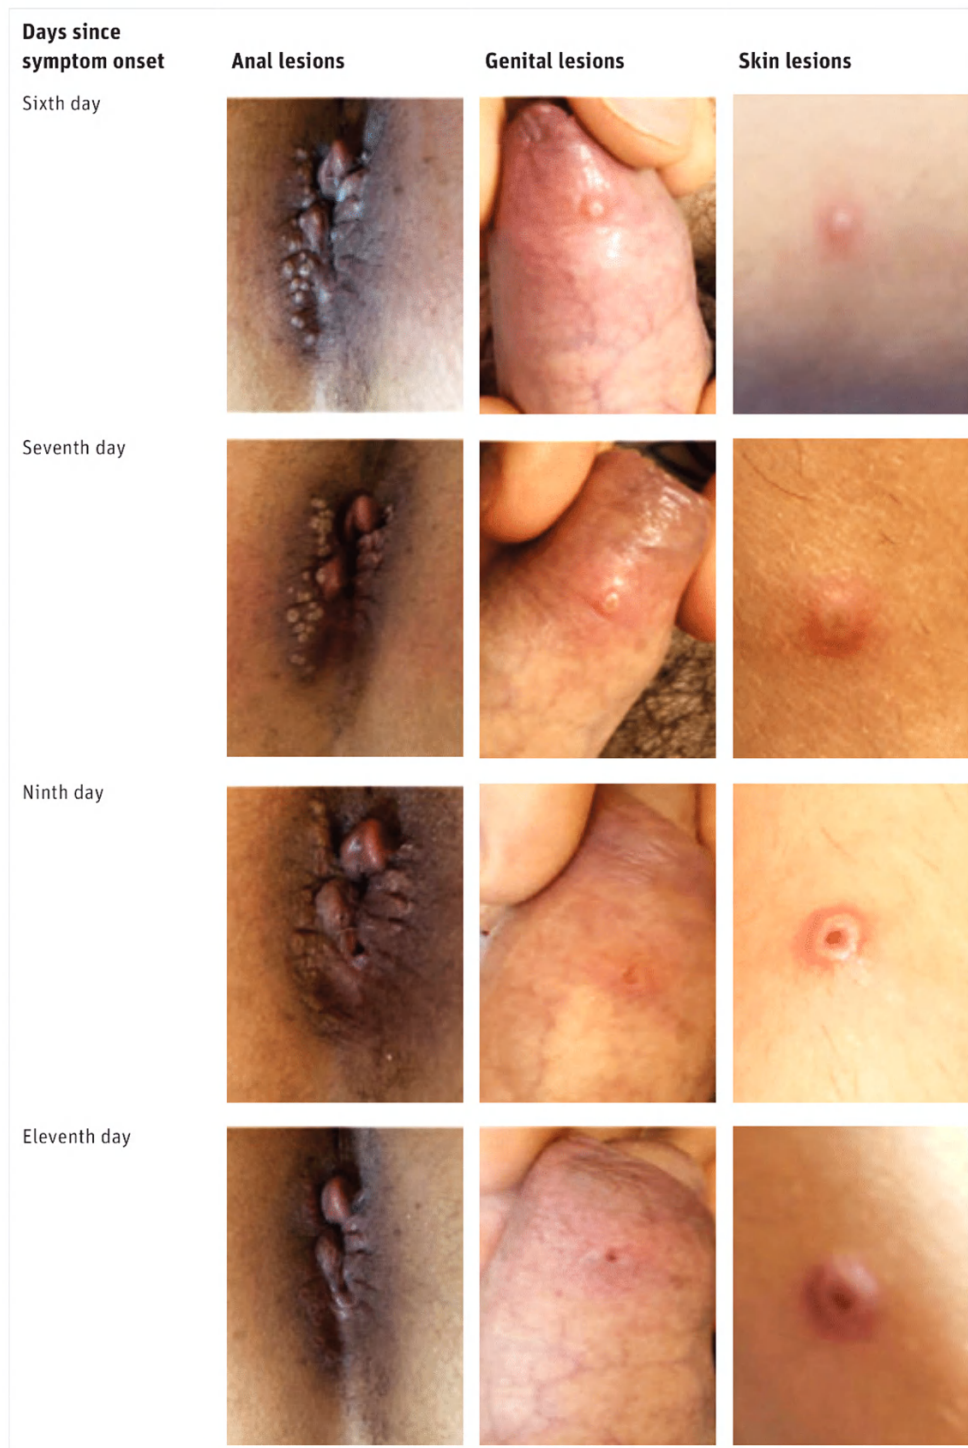 Days since
symptom onset
Anal lesions
Genital lesions
Skin lesions
Sixth day
Seventh day
Ninth day
Eleventh day